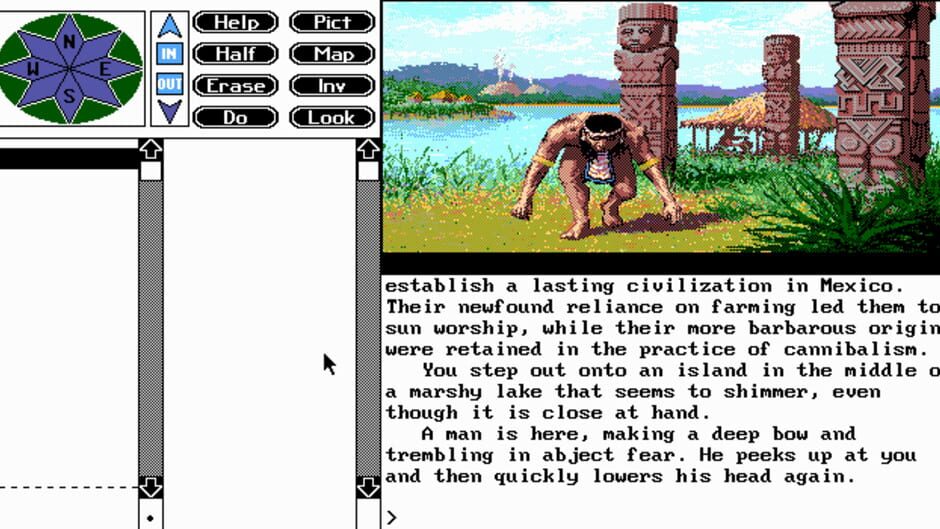 N
W E
S
IN
OUT
Help Pict
Half Map
Erase Inv
Do Look
establish a lasting civilization in Mexico.
Their newfound reliance on farming led them to
sun worship, while their more barbarous origin
were retained in the practice of cannibalism.
You step out onto an island in the middle o
a marshy lake that seems to shimmer, even
though it is close at hand.
A man is here, making a deep bow and
trembling in abject fear. He peeks up at you
and then quickly lowers his head again.
>